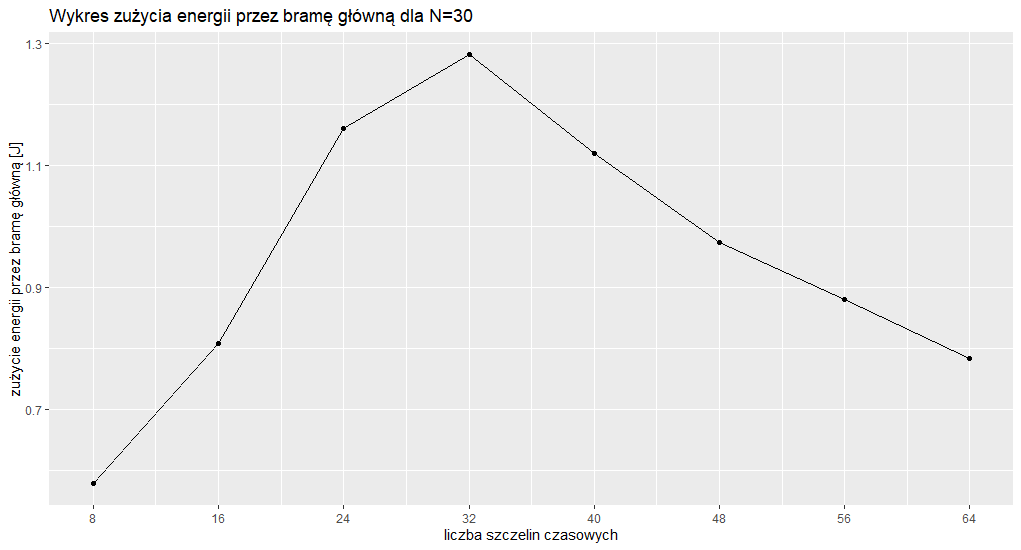 Wykres zużycia energii przez bramę główną dla N=30
zużycie energii przez bramę główną [J]
1.3
1.1
0.9
0.7
8 16 24 32 40 48 56 64
liczba szczelin czasowych